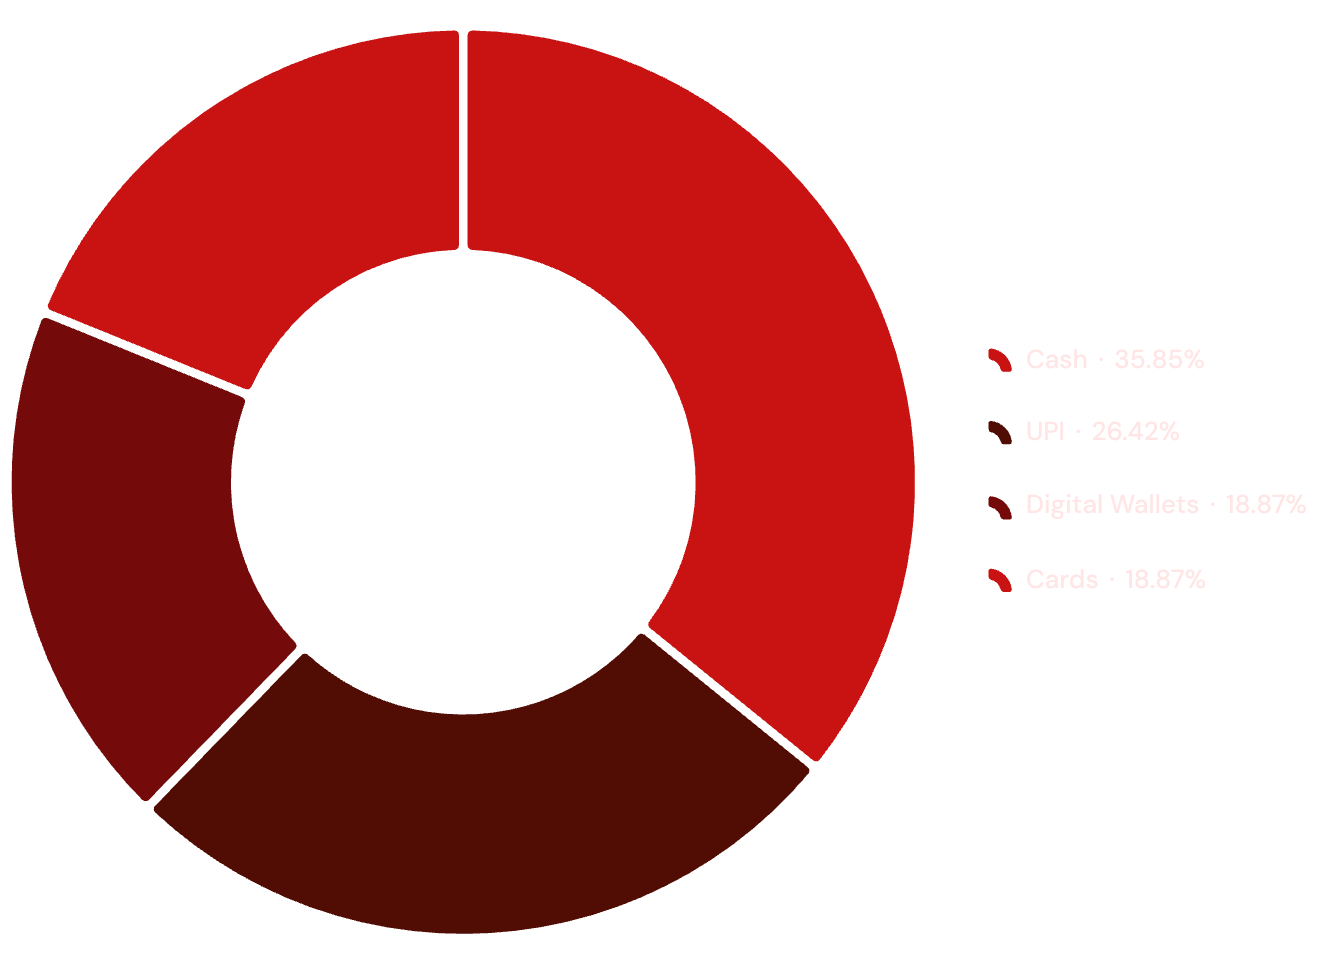 Cash · 35.85%
UPI · 26.42%
Digital Wallets · 18.87%
Cards · 18.87%